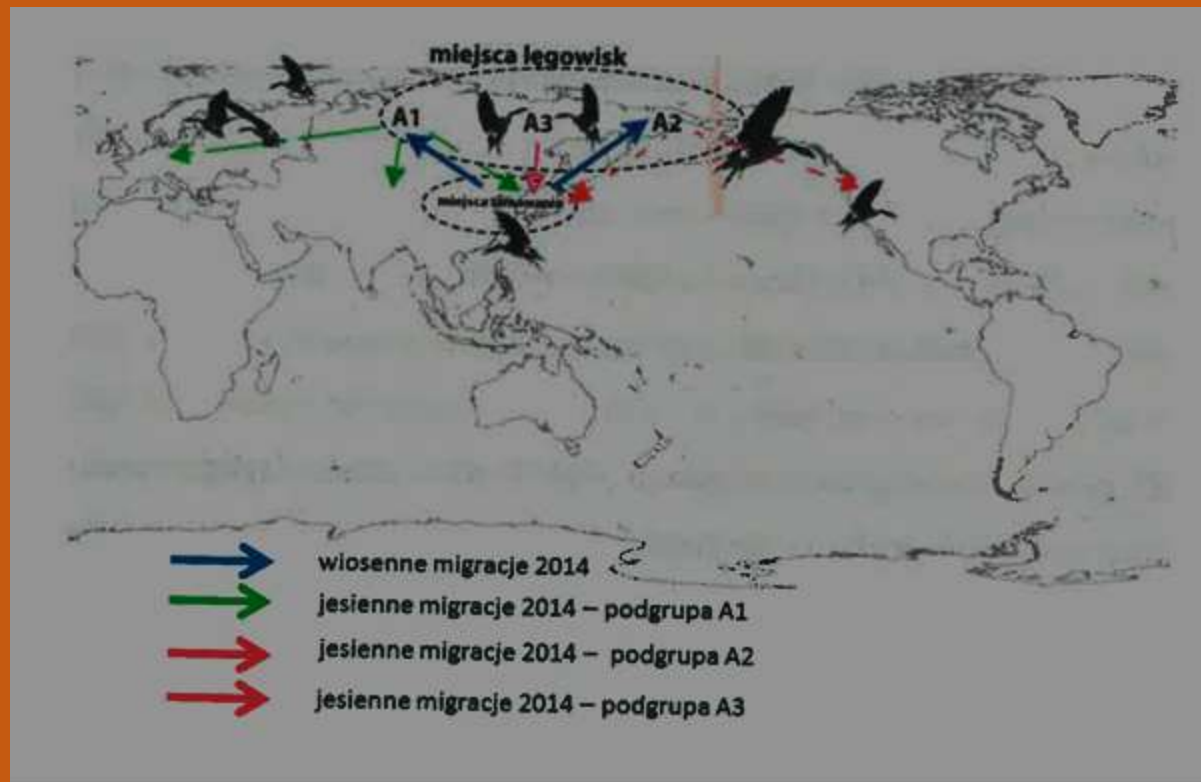 miejsca lęgowisk
A1
A3
A2
miejsca
wiosenne migracje 2014
jesienne migracje 2014 – podgrupa A1
jesienne migracje 2014 – podgrupa A2
jesienne migracje 2014 – podgrupa A3